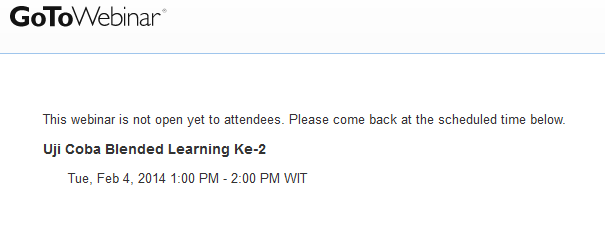 GoToWebinar®
This webinar is not open yet to attendees. Please come back at the scheduled time below.
Uji Coba Blended Learning Ke-2
Tue, Feb 4, 2014 1:00 PM - 2:00 PM WIT